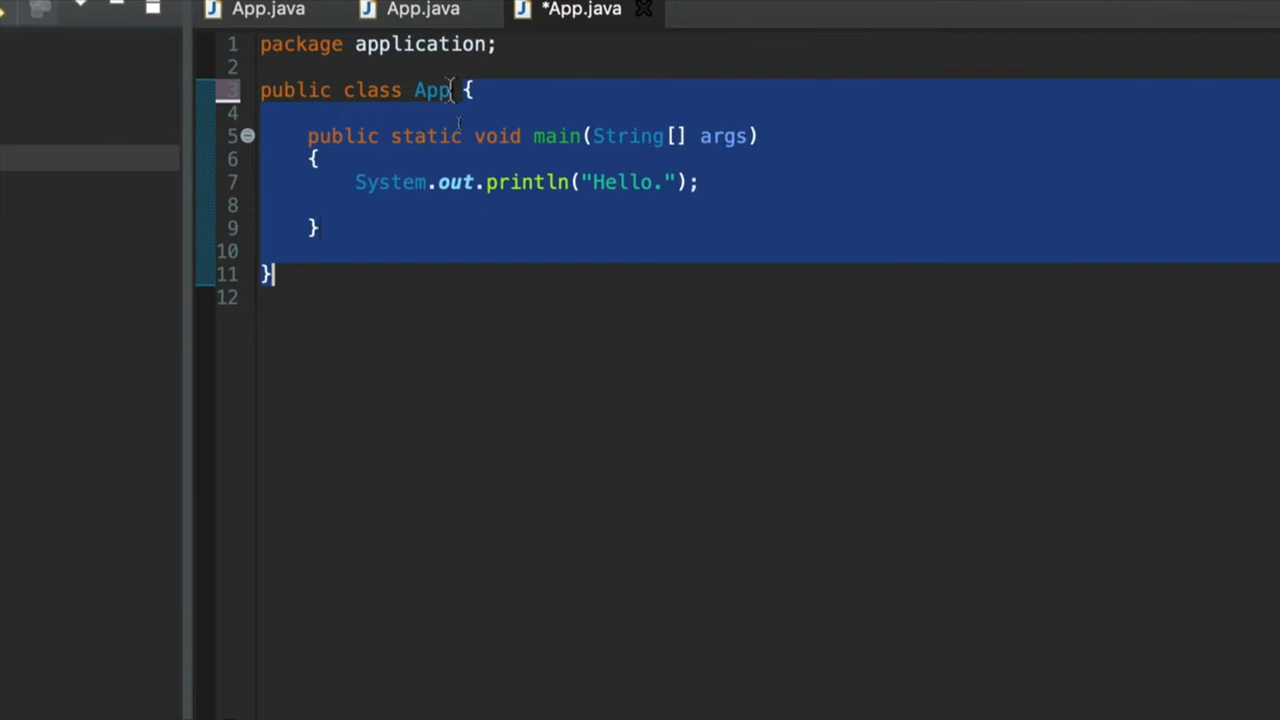 App.java App.java *App.java
1 package application;
2
3 public class App {
4
5 public static void main(String[] args)
6 {
7 System.out.println("Hello.");
8
9 }
10
11 }
12